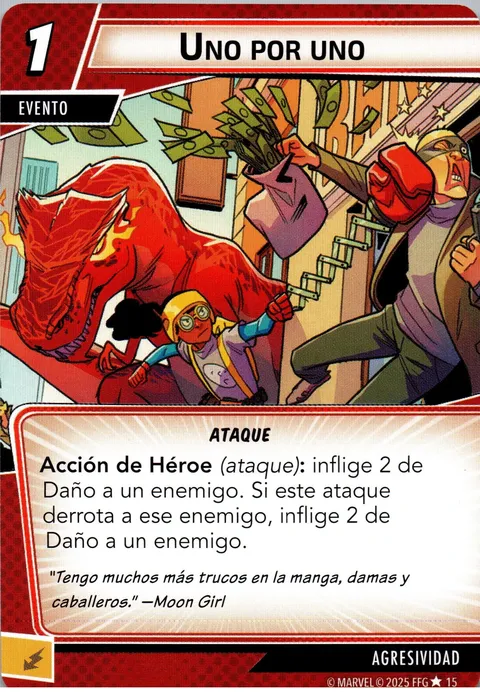 1
UNO POR UNO
EVENTO
ATAQUE
Acción de Héroe (ataque): inflige 2 de
Daño a un enemigo. Si este ataque
derrota a ese enemigo, inflige 2 de
Daño a un enemigo.
"Tengo muchos más trucos en la manga, damas y
caballeros." —Moon Girl
AGRESIVIDAD
© MARVEL © 2025 FFG ★ 15